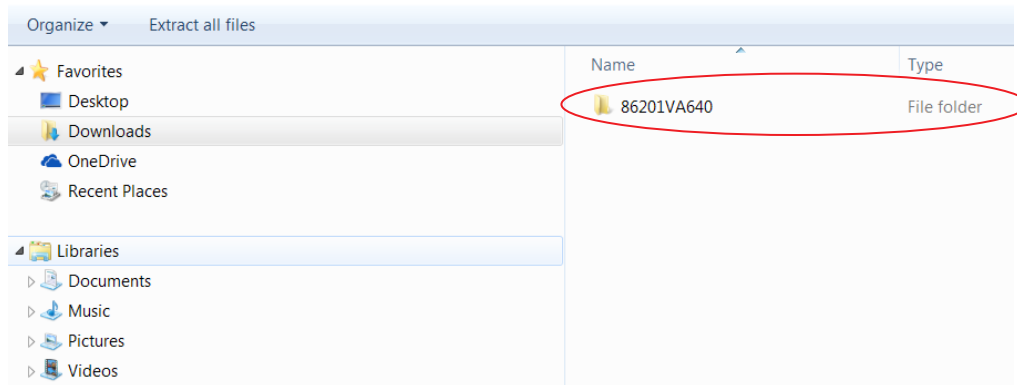 Organize Extract all files
Favorites
Desktop
Downloads
OneDrive
Recent Places
Libraries
Documents
Music
Pictures
Videos
Name Type
86201VA640 File folder